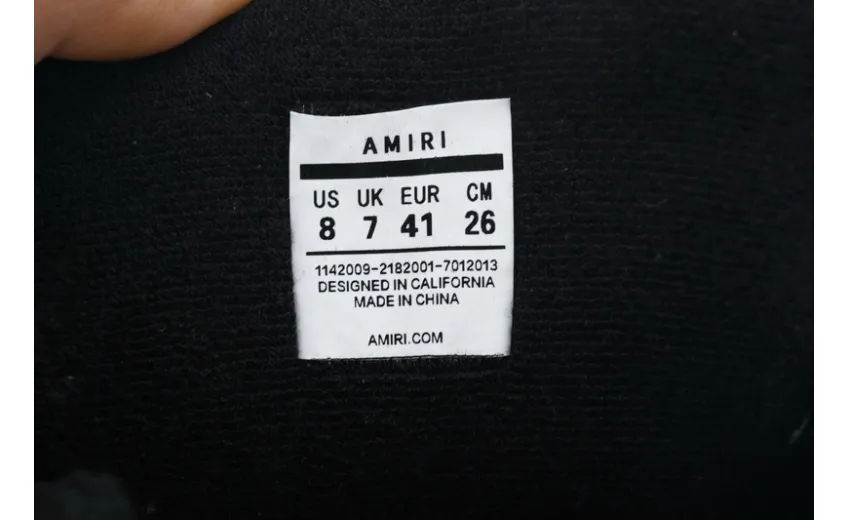 AMIRI
US UK EUR CM
8 7 41 26
1142009-2182001-7012013
DESIGNED IN CALIFORNIA
MADE IN CHINA
AMIRI.COM